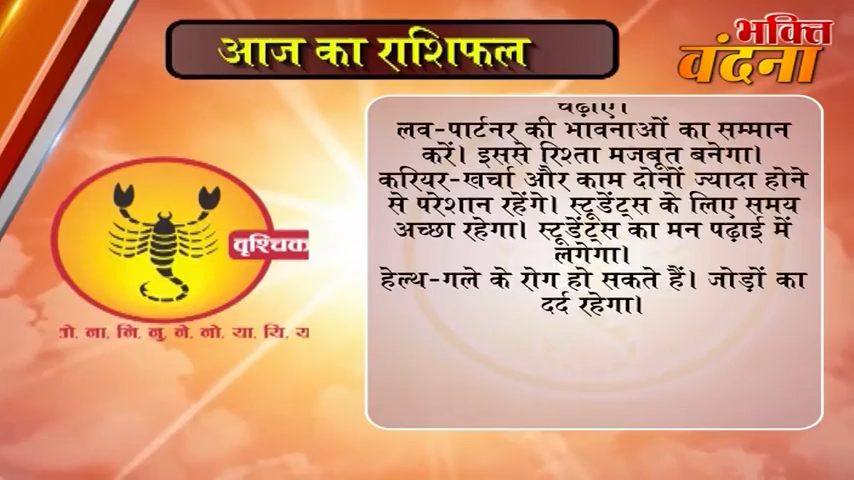 आज का राशिफल
भक्ति
वंदना
लव-पार्टनर की भावनाओं का सम्मान
करें। इससे रिश्ता मजबूत बनेगा।
करियर-खर्चा और काम दोनों ज्यादा होने
से परेशान रहेंगे। स्टूडेंट्स के लिए समय
अच्छा रहेगा। स्टूडेंट्स का मन पढ़ाई में
लगेगा।
हेल्थ-गले के रोग हो सकते हैं। जोड़ों का
दर्द रहेगा।
वृश्चिक
ना, नि, नु, ने, नो, या, यि,